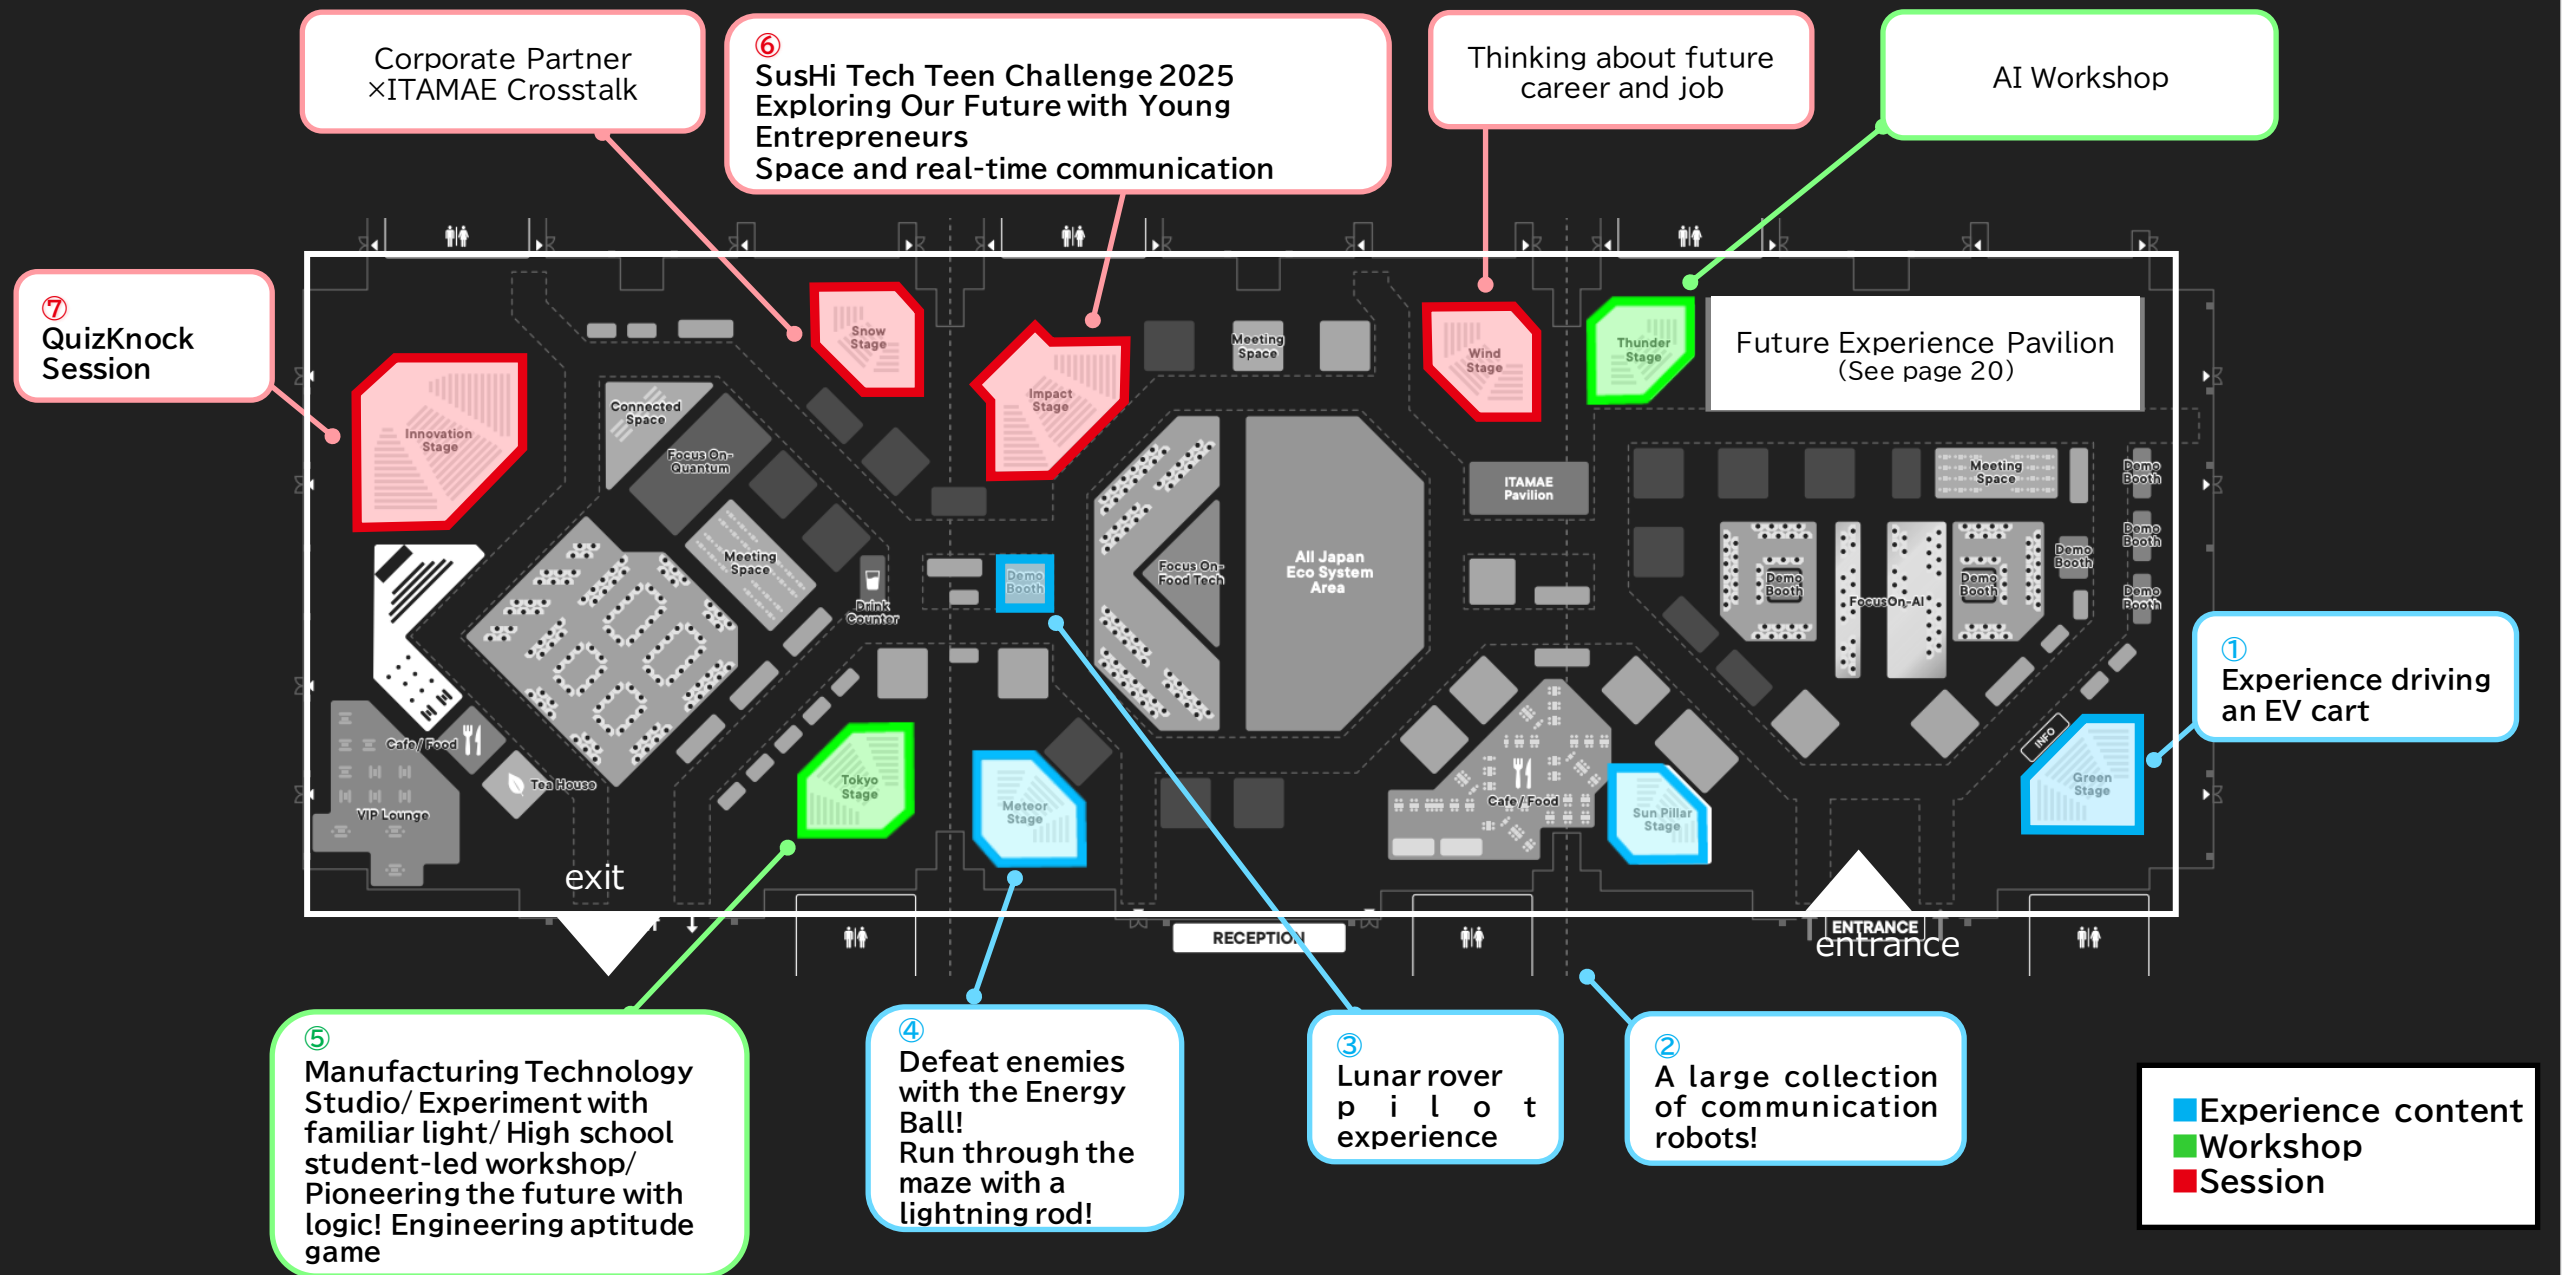 Corporate Partner
×ITAMAE Crosstalk
⑥
SusHi Tech Teen Challenge 2025
Exploring Our Future with Young
Entrepreneurs
Space and real-time communication
Thinking about future
career and job
AI Workshop
⑦
QuizKnock
Session
Snow
Stage
Impact
Stage
Meeting
Space
Wind
Stage
Thunder
Stage
Future Experience Pavilion
(See page 20)
Innovation
Stage
Connected
Space
Focus On-
Quantum
Meeting
Space
Drink
Counter
Demo
Booth
Focus On-
Food Tech
All Japan
Eco System
Area
ITAMAE
Pavilion
Meeting
Space
Demo
Booth
Demo
Booth
Demo
Booth
Demo
Booth
Demo
Booth
FocusOn-AI
Demo
Booth
①
Experience driving
an EV cart
Cafe / Food
Tea House
VIP Lounge
Tokyo
Stage
Meteor
Stage
Cafe / Food
Sun Pillar
Stage
INFO
Green
Stage
exit
RECEPTION
ENTRANCE
entrance
⑤
Manufacturing Technology
Studio/ Experiment with
familiar light/ High school
student-led workshop/
Pioneering the future with
logic! Engineering aptitude
game
④
Defeat enemies
with the Energy
Ball!
Run through the
maze with a
lightning rod!
③
Lunar rover
pilot
experience
②
A large collection
of communication
robots!
Experience content
Workshop
Session